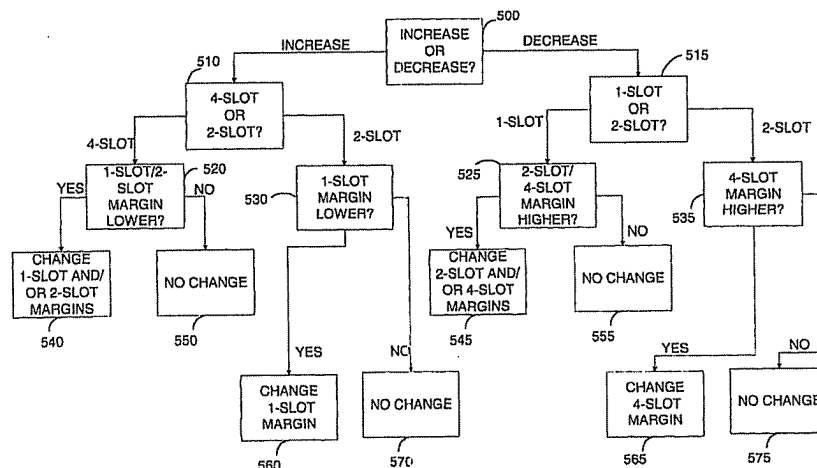 500
INCREASE
OR
DECREASE?
INCREASE
DECREASE
510
4-SLOT
OR
2-SLOT?
515
1-SLOT
OR
2-SLOT?
4-SLOT
2-SLOT
1-SLOT
2-SLOT
520
1-SLOT/2-
SLOT
MARGIN
LOWER?
YES
NO
530
1-SLOT
MARGIN
LOWER?
525
2-SLOT/
4-SLOT
MARGIN
HIGHER?
YES
NO
535
4-SLOT
MARGIN
HIGHER?
CHANGE
1-SLOT AND/
OR 2-SLOT
MARGINS
540
NO CHANGE
550
CHANGE
2-SLOT AND/
OR 4-SLOT
MARGINS
545
NO CHANGE
555
YES
NO
YES
NO
CHANGE
1-SLOT
MARGIN
560
NO CHANGE
570
CHANGE
4-SLOT
MARGIN
565
NO CHANGE
575